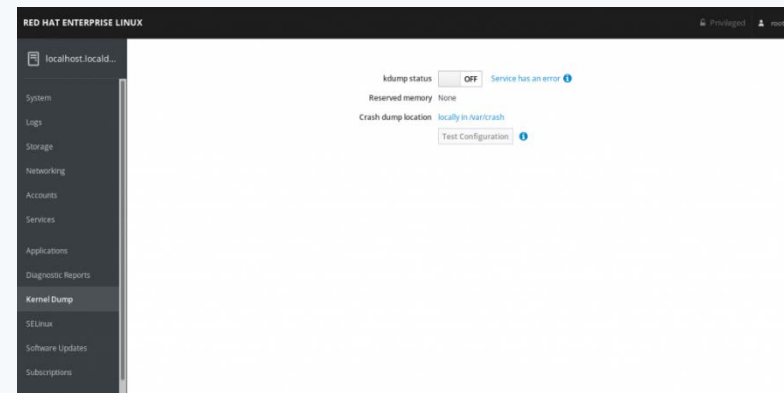 RED HAT ENTERPRISE LINUX
Privileged
root
localhost.locald...
System
Logs
Storage
Networking
Accounts
Services
Applications
Diagnostic Reports
Kernel Dump
SELinux
Software Updates
Subscriptions
kdump status OFF Service has an error
Reserved memory None
Crash dump location locally in /var/crash
Test Configuration